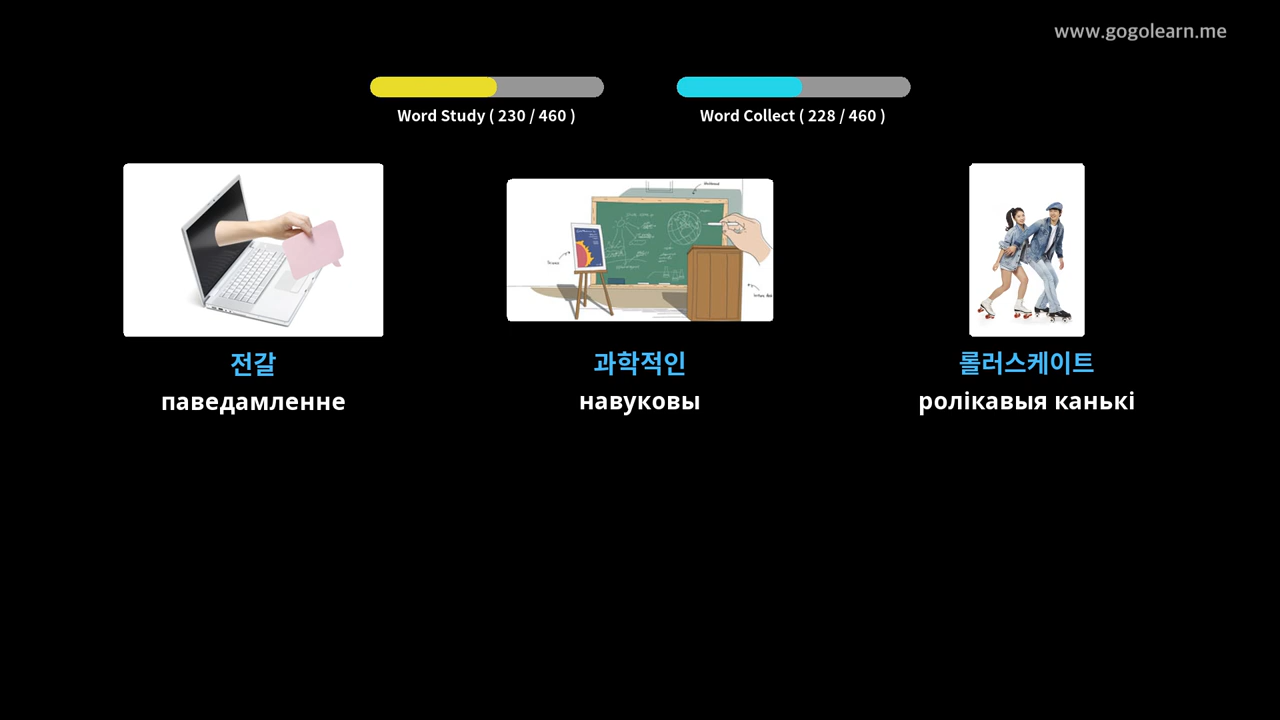 www.gogolearn.me
Word Study ( 230 / 460 )
Word Collect ( 228 / 460 )
전갈
паведамленне
과학적인
навуковы
롤러스케이트
ролікавыя канькі